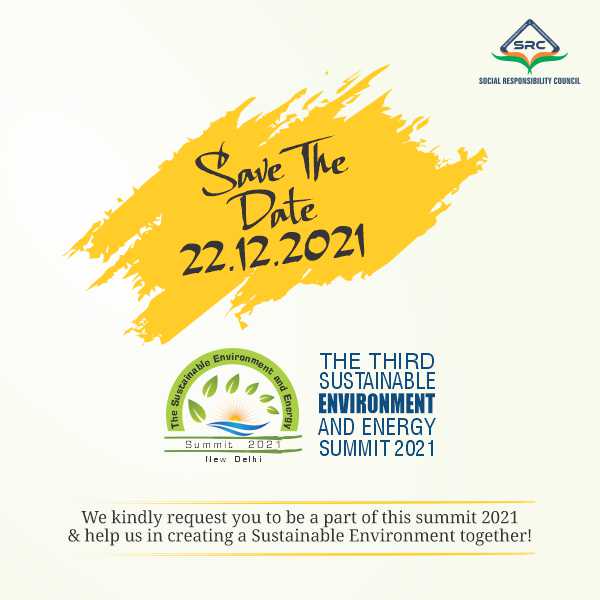 SRC
SOCIAL RESPONSIBILITY COUNCIL
Save The
Date
22.12.2021
The Sustainable Environment and Energy
Summit 2021
New Delhi
THE THIRD
SUSTAINABLE
ENVIRONMENT
AND ENERGY
SUMMIT 2021
We kindly request you to be a part of this summit 2021
& help us in creating a Sustainable Environment together!